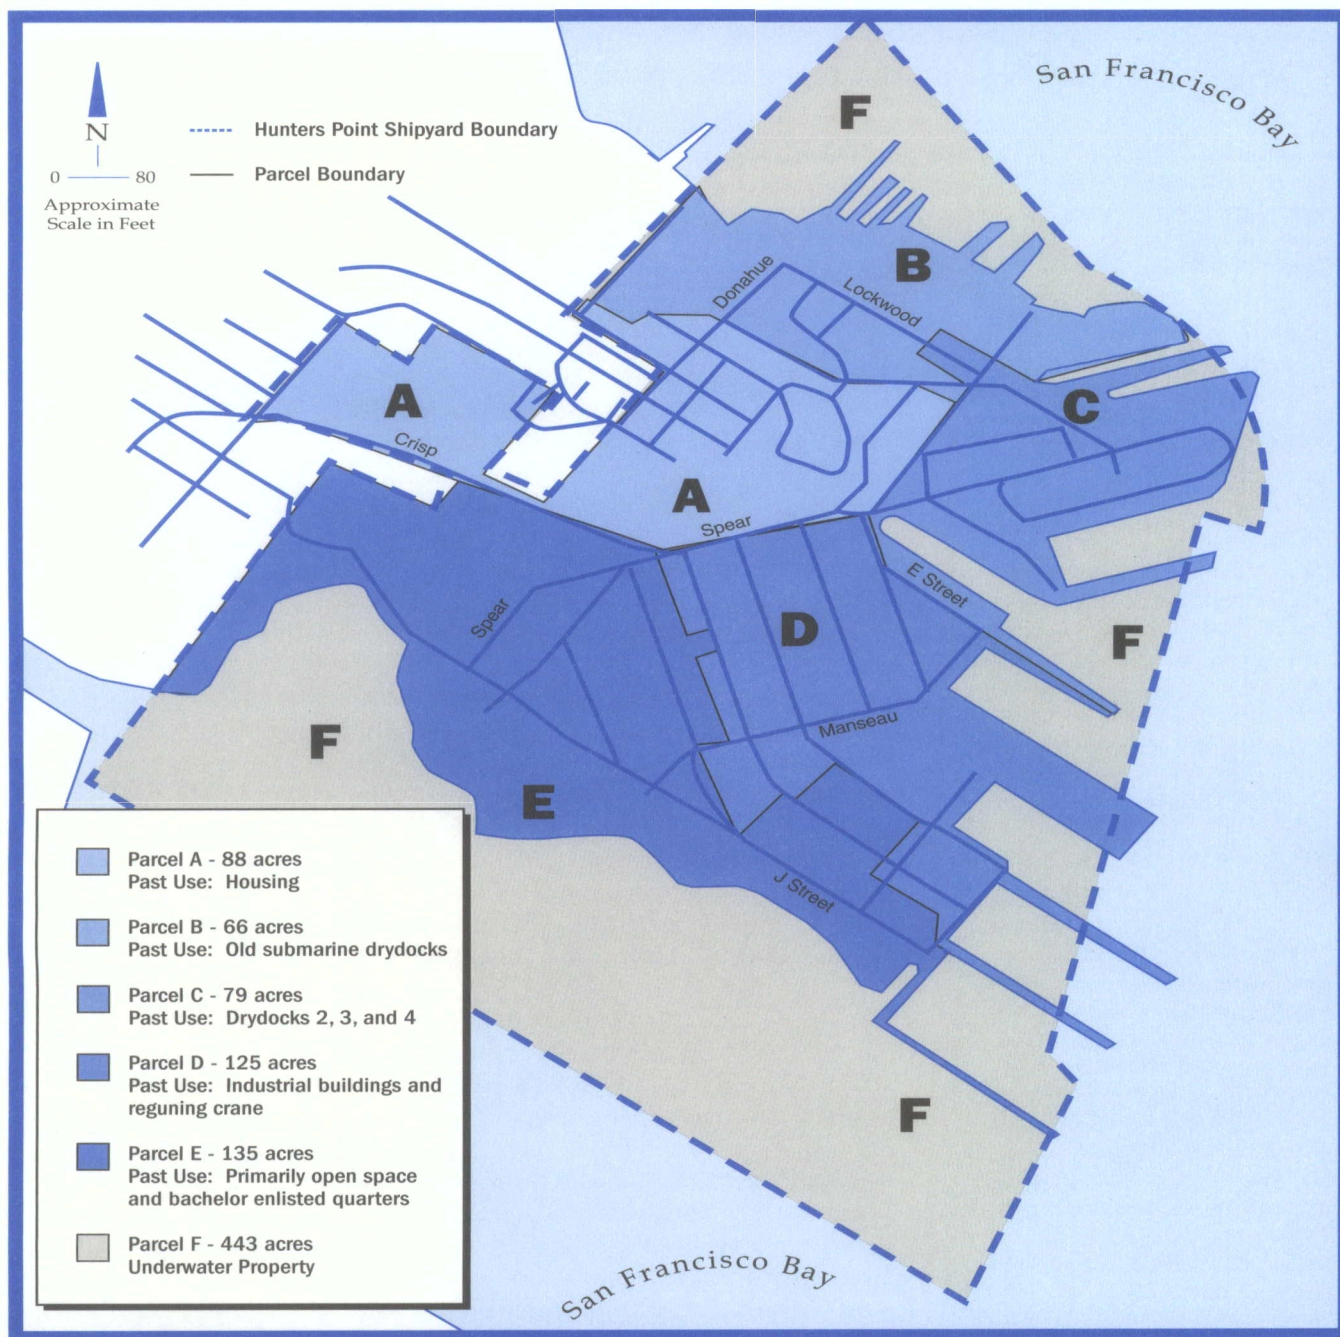 San Francisco Bay
N
0 80
Approximate
Scale in Feet
Hunters Point Shipyard Boundary
Parcel Boundary
F
B
Donahue
Lockwood
A
C
Crisp
A
Spear
E Street
Spear
D
F
Manseau
F
E
J Street
F
Parcel A - 88 acres
Past Use: Housing
Parcel B - 66 acres
Past Use: Old submarine drydocks
Parcel C - 79 acres
Past Use: Drydocks 2, 3, and 4
Parcel D - 125 acres
Past Use: Industrial buildings and
reguning crane
Parcel E - 135 acres
Past Use: Primarily open space
and bachelor enlisted quarters
Parcel F - 443 acres
Underwater Property
San Francisco Bay